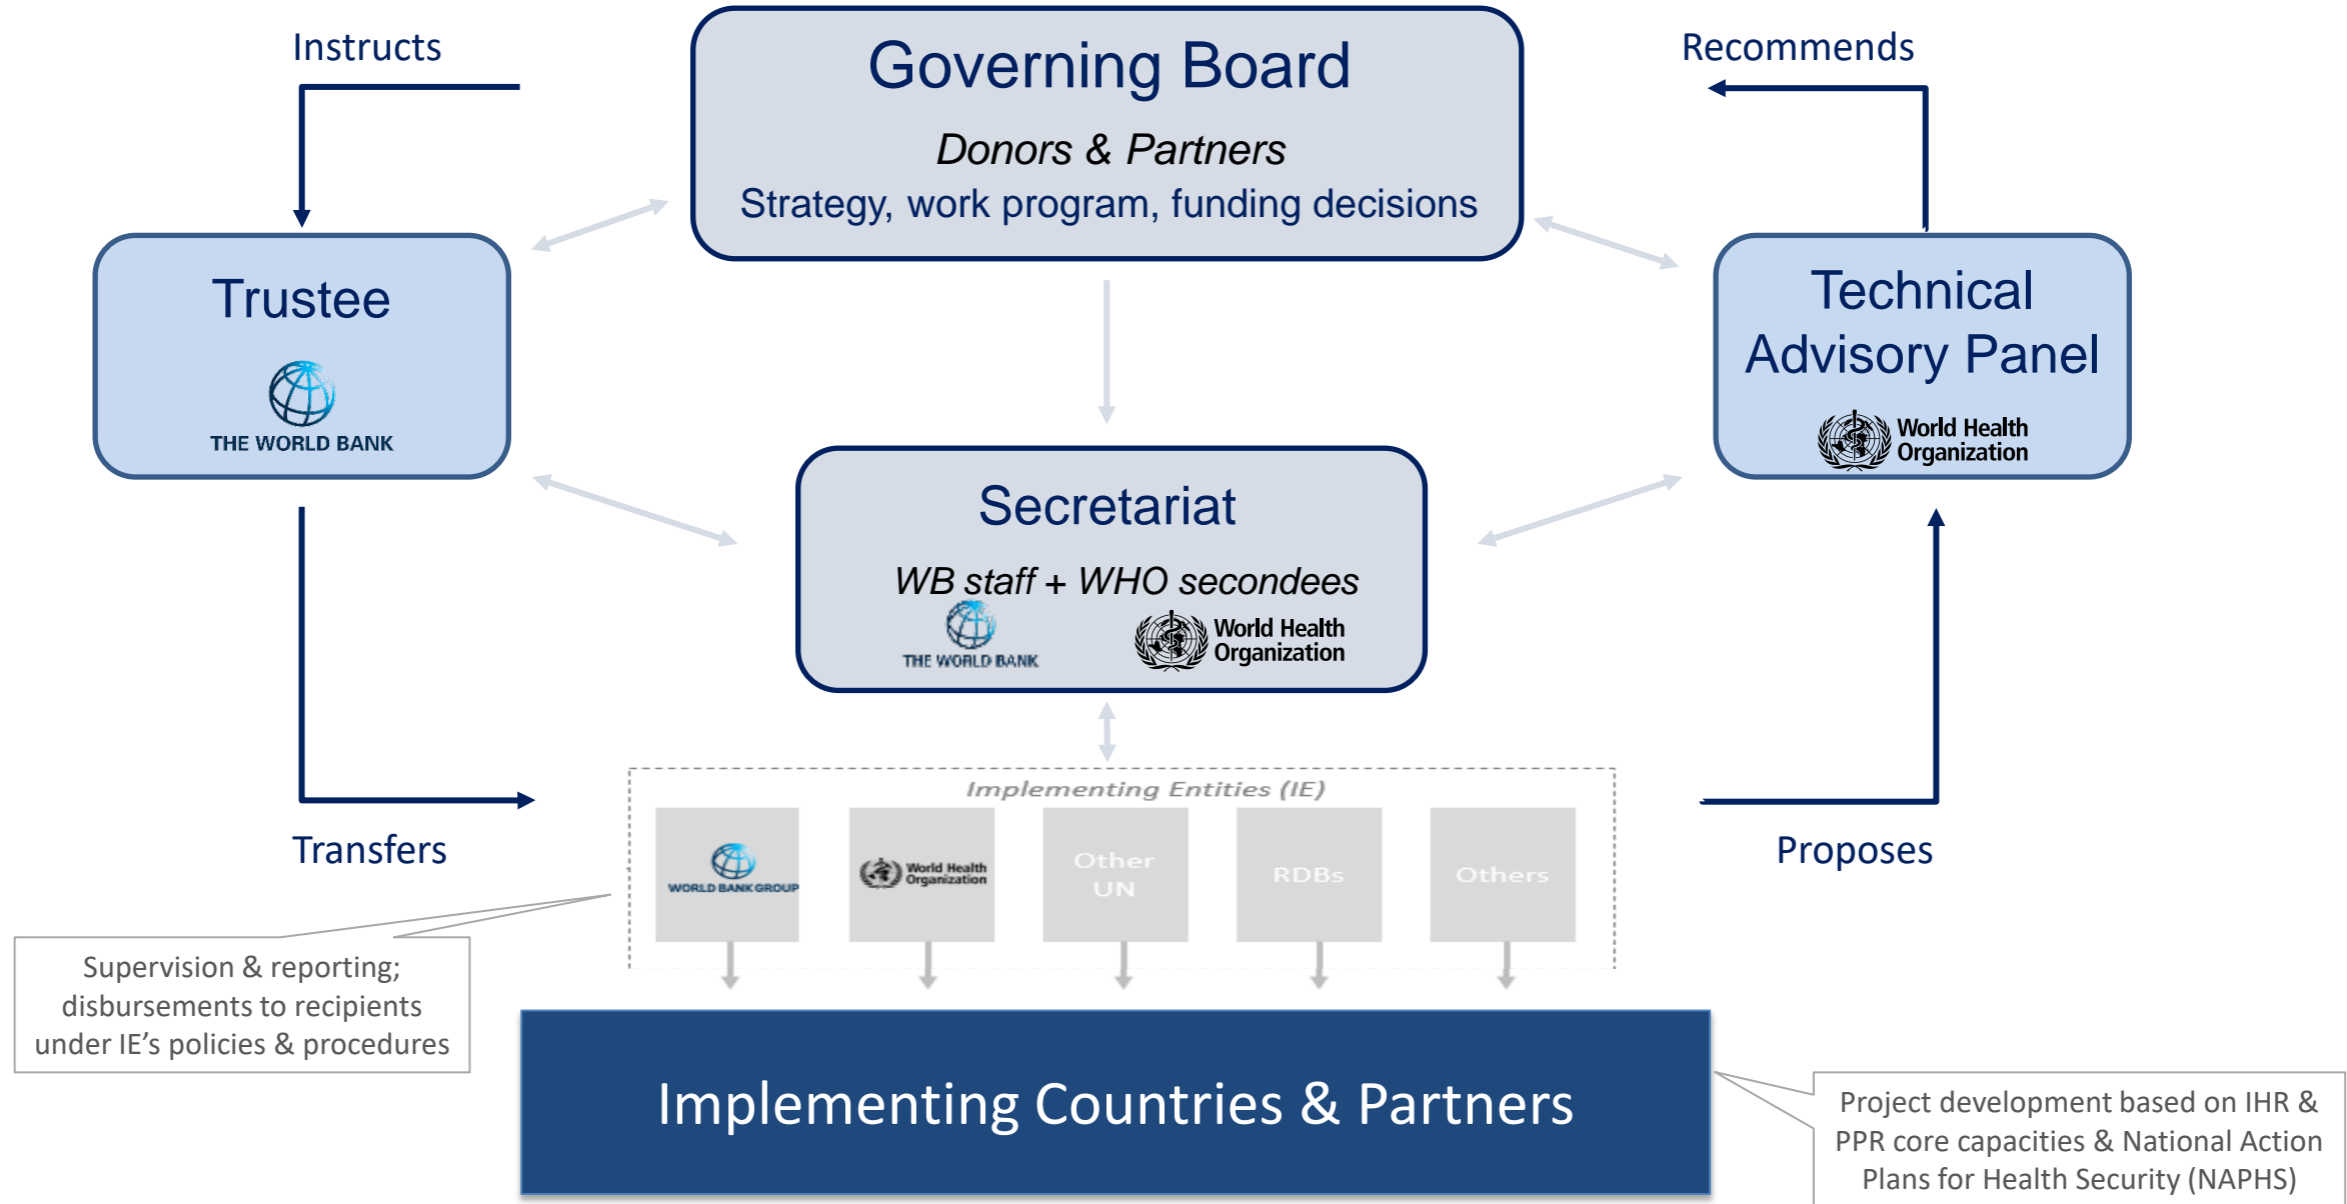 Instructs
Governing Board
Donors & Partners
Strategy, work program, funding decisions
Recommends
Trustee
THE WORLD BANK
Technical
Advisory Panel
World Health
Organization
Secretariat
WB staff + WHO secondees
THE WORLD BANK
World Health
Organization
Implementing Entities (IE)
Transfers
WORLD BANK GROUP
World Health
Organization
Other
UN
RDBs
Others
Proposes
Supervision & reporting;
disbursements to recipients
under IE’s policies & procedures
Implementing Countries & Partners
Project development based on IHR &
PPR core capacities & National Action
Plans for Health Security (NAPHS)